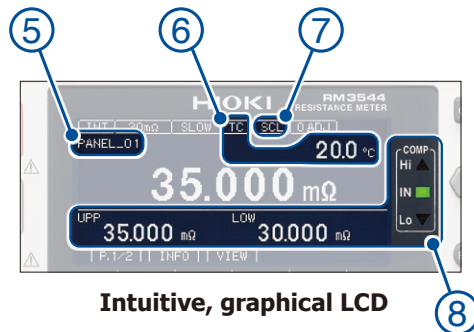 5 6 7
HIOKI RM3544
RESISTANCE METER
INT 20mΩ SLOW TC SCL 0ADJ
PANEL_01
20.0 °C
COMP
Hi
35.000 mΩ
IN
UPP LOW
35.000 mΩ 30.000 mΩ
Lo
P.1/2 INFO VIEW
8
Intuitive, graphical LCD